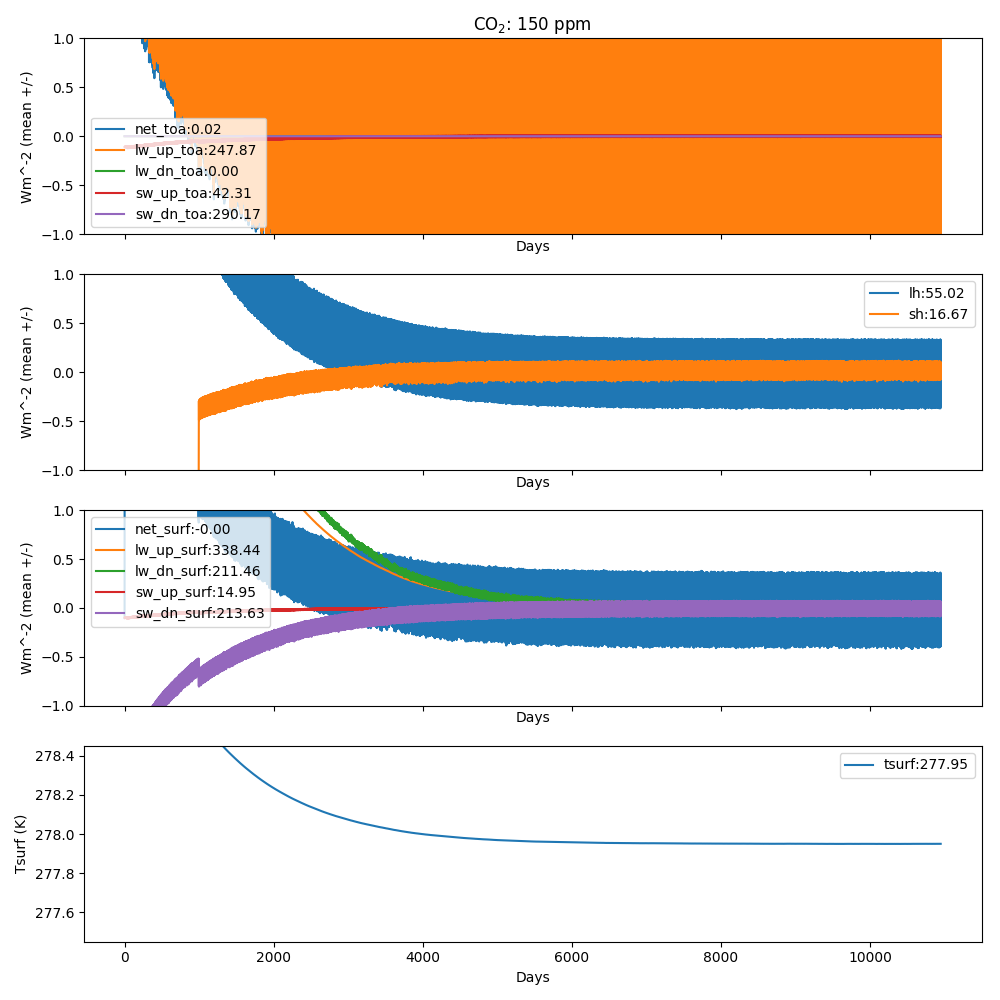 CO₂: 150 ppm
Wm^-2 (mean +/-)
1.0
0.5
0.0
−0.5
−1.0
net_toa:0.02
lw_up_toa:247.87
lw_dn_toa:0.00
sw_up_toa:42.31
sw_dn_toa:290.17
Days
Wm^-2 (mean +/-)
1.0
0.5
0.0
−0.5
−1.0
lh:55.02
sh:16.67
Days
Wm^-2 (mean +/-)
1.0
0.5
0.0
−0.5
−1.0
net_surf:-0.00
lw_up_surf:338.44
lw_dn_surf:211.46
sw_up_surf:14.95
sw_dn_surf:213.63
Days
Tsurf (K)
278.4
278.2
278.0
277.8
277.6
tsurf:277.95
0 2000 4000 6000 8000 10000
Days